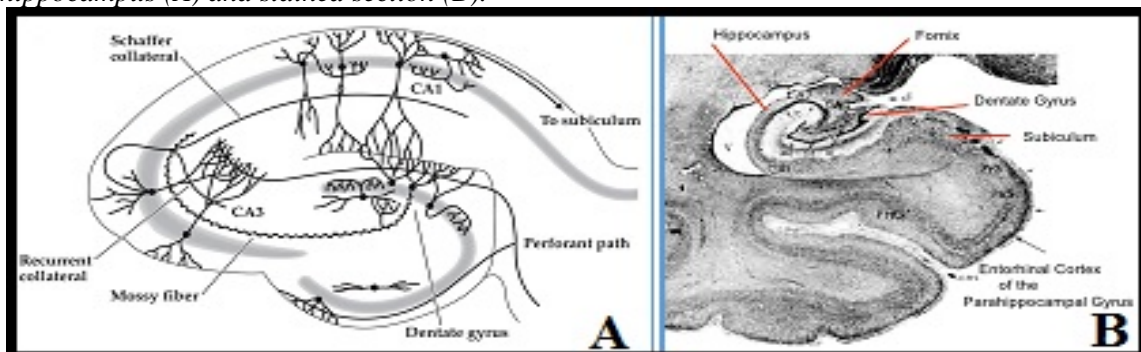 hippocampus (A) and stained section (B).
Schaffer
collateral
CA1
To subiculum
CA3
Perforant path
Recurrent
collateral
Mossy fiber
Dentate gyrus
A
Hippocampus
Fornix
Dentate Gyrus
Subiculum
Entorhinal Cortex
of the
Parahippocampal Gyrus
B